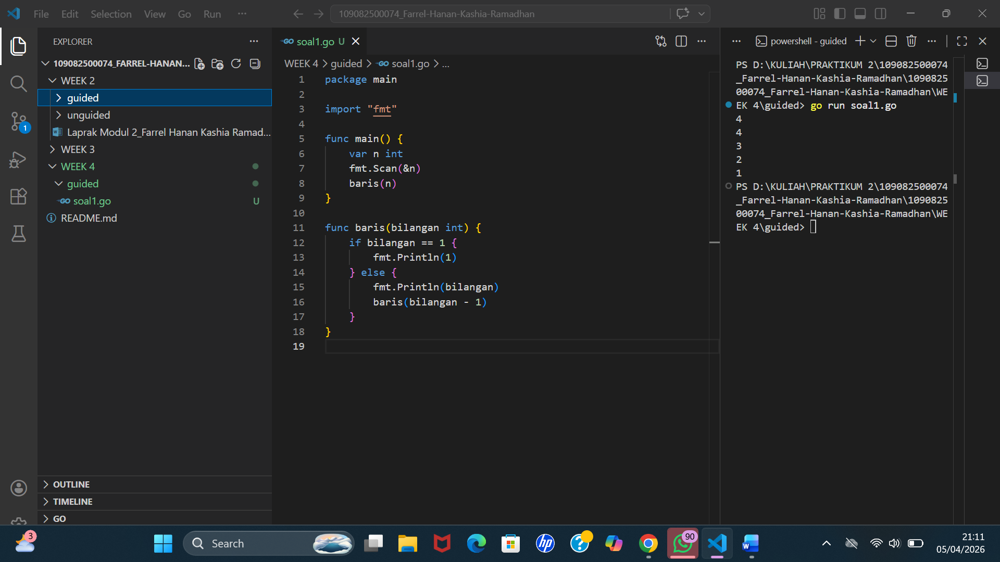 File Edit Selection View Go Run ···
109082500074_Farrel-Hanan-Kashia-Ramadhan
EXPLORER
109082500074_FARREL-HANAN...
WEEK 2
guided
unguided
Laprak Modul 2_Farrel Hanan Kashia Ramad...
WEEK 3
WEEK 4
guided
soal1.go U
README.md
OUTLINE
TIMELINE
GO
1
soal1.go U
WEEK 4 > guided > soal1.go > ...
1 package main
2
3 import "fmt"
4
5 func main() {
6 var n int
7 fmt.Scan(&n)
8 baris(n)
9 }
10
11 func baris(bilangan int) {
12 if bilangan == 1 {
13 fmt.Println(1)
14 } else {
15 fmt.Println(bilangan)
16 baris(bilangan - 1)
17 }
18 }
19
powershell - guided
PS D:\KULIAH\PRAKTIKUM 2\109082500074
_Farrel-Hanan-Kashia-Ramadhan\1090825
00074_Farrel-Hanan-Kashia-Ramadhan\WE
EK 4\guided> go run soal1.go
4
4
3
2
1
PS D:\KULIAH\PRAKTIKUM 2\109082500074
_Farrel-Hanan-Kashia-Ramadhan\1090825
00074_Farrel-Hanan-Kashia-Ramadhan\WE
EK 4\guided>
3
Search
hp
90
W
21:11
05/04/2026